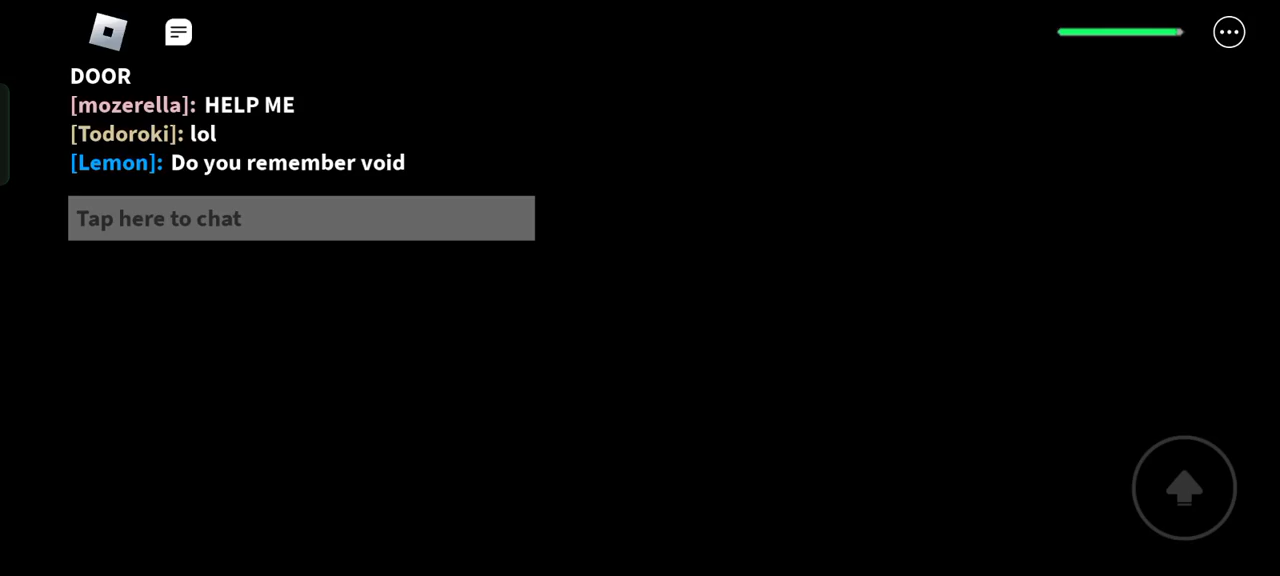 DOOR
[mozerella]: HELP ME
[Todoroki]: lol
[Lemon]: Do you remember void
Tap here to chat